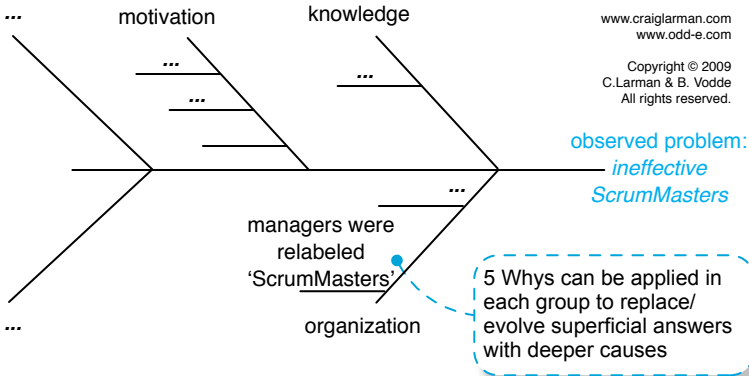 ...
motivation
knowledge
www.craiglarman.com
www.odd-e.com
Copyright © 2009
C.Larman & B. Vodde
All rights reserved.
...
...
...
observed problem:
ineffective
ScrumMasters
...
managers were
relabeled
‘ScrumMasters’
organization
...
5 Whys can be applied in
each group to replace/
evolve superficial answers
with deeper causes